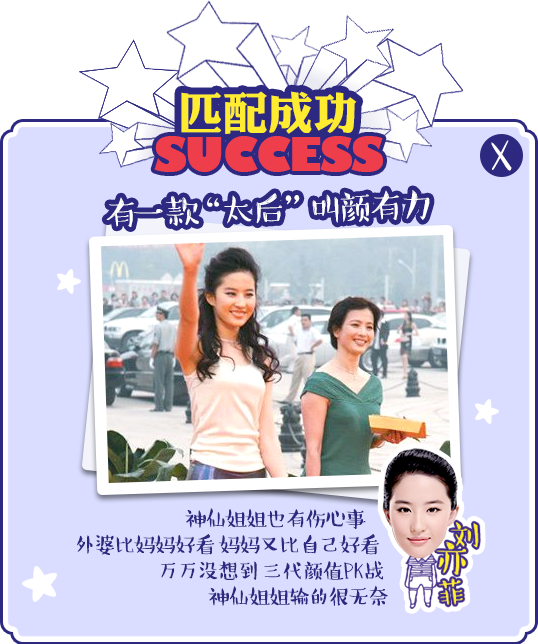 匹配成功
SUCCESS
X
有一款“太后”叫颜有力
神仙姐姐也有伤心事
外婆比妈妈好看 妈妈又比自己好看
万万没想到 三代颜值PK战
神仙姐姐输的很无奈
刘亦菲